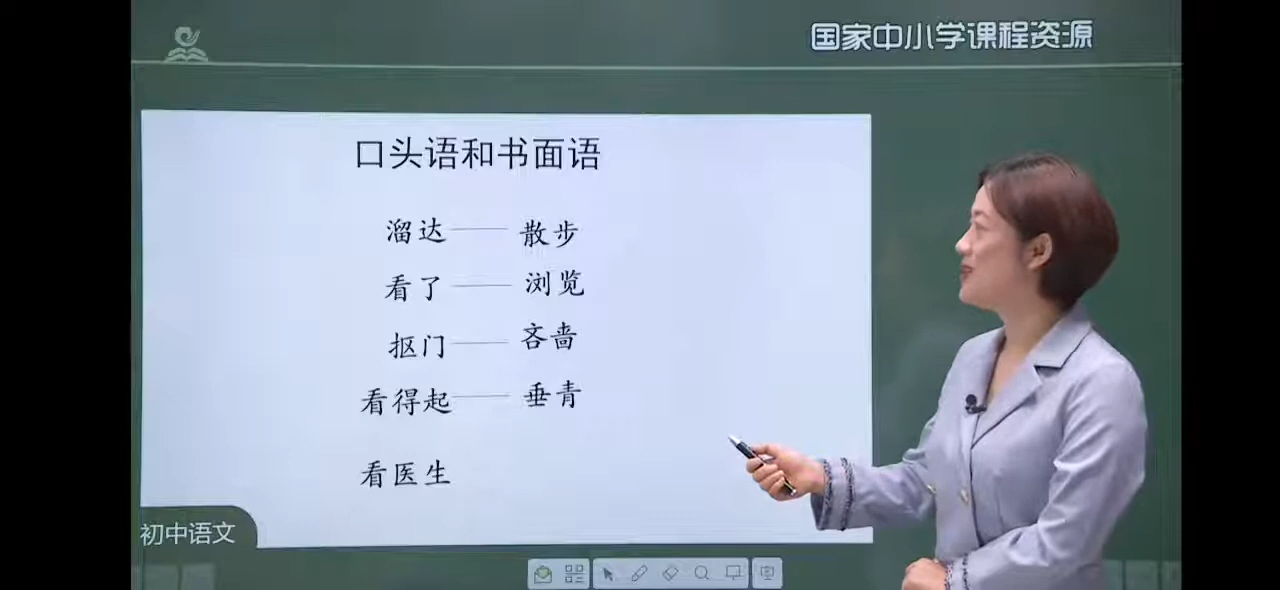 国家中小学课程资源
口头语和书面语
溜达——散步
看了——浏览
抠门——吝啬
看得起——垂青
看医生
初中语文